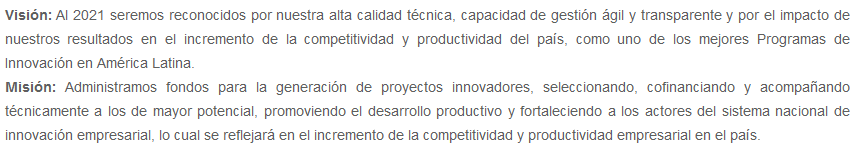 Visión: Al 2021 seremos reconocidos por nuestra alta calidad técnica, capacidad de gestión ágil y transparente y por el impacto de
nuestros resultados en el incremento de la competitividad y productividad del país, como uno de los mejores Programas de
Innovación en América Latina.
Misión: Administramos fondos para la generación de proyectos innovadores, seleccionando, cofinanciando y acompañando
técnicamente a los de mayor potencial, promoviendo el desarrollo productivo y fortaleciendo a los actores del sistema nacional de
innovación empresarial, lo cual se reflejará en el incremento de la competitividad y productividad empresarial en el país.